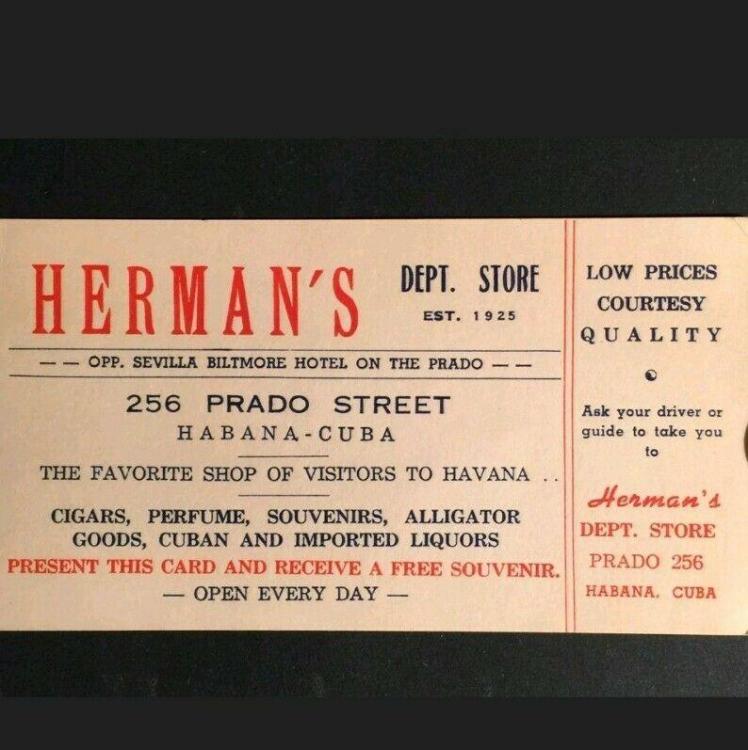 HERMAN'S
DEPT. STORE
EST. 1925
— — OPP. SEVILLA BILTMORE HOTEL ON THE PRADO — —
256 PRADO STREET
HABANA-CUBA
THE FAVORITE SHOP OF VISITORS TO HAVANA . .
CIGARS, PERFUME, SOUVENIRS, ALLIGATOR
GOODS, CUBAN AND IMPORTED LIQUORS
PRESENT THIS CARD AND RECEIVE A FREE SOUVENIR.
— OPEN EVERY DAY —
LOW PRICES
COURTESY
QUALITY
Ask your driver or
guide to take you
to
Herman's
DEPT. STORE
PRADO 256
HABANA. CUBA